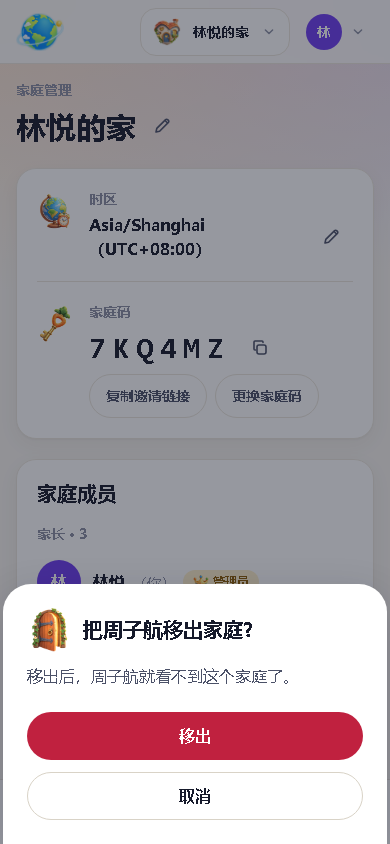 林悦的家
林
家庭管理
林悦的家
时区
Asia/Shanghai
（UTC+08:00）
家庭码
7KQ4MZ
复制邀请链接
更换家庭码
家庭成员
家长 • 3
林
林悦 （你） 管理员
把周子航移出家庭?
移出后，周子航就看不到这个家庭了。
移出
取消